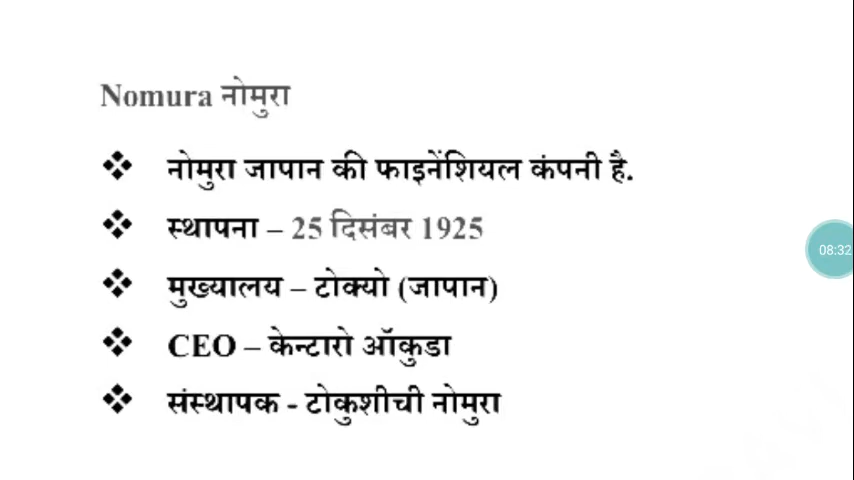 Nomura नोमुरा
❖ नोमुरा जापान की फाइनेंशियल कंपनी है.
❖ स्थापना – 25 दिसंबर 1925
❖ मुख्यालय – टोक्यो (जापान)
❖ CEO – केन्टारो ऑकुडा
❖ संस्थापक - टोकुशीची नोमुरा
08:32